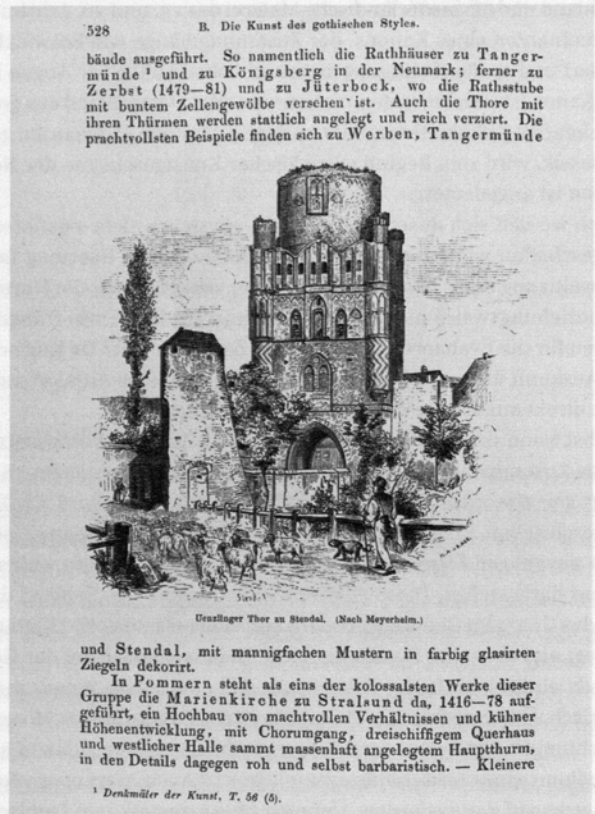 528
B. Die Kunst des gothischen Styles.
bäude ausgeführt. So namentlich die Rathhäuser zu Tanger-
münde ¹ und zu Königsberg in der Neumark; ferner zu
Zerbst (1479—81) und zu Jüterbock, wo die Rathsstube
mit buntem Zellengewölbe versehen ist. Auch die Thore mit
ihren Thürmen werden stattlich angelegt und reich verziert. Die
prachtvollsten Beispiele finden sich zu Werben, Tangermünde
Uenzlinger Thor zu Stendal. (Nach Meyerheim.)
und Stendal, mit mannigfachen Mustern in farbig glasirten
Ziegeln dekorirt.
In Pommern steht als eins der kolossalsten Werke dieser
Gruppe die Marienkirche zu Stralsund da, 1416—78 auf-
geführt, ein Hochbau von machtvollen Verhältnissen und kühner
Höhenentwicklung, mit Chorumgang, dreischiffigem Querhaus
und westlicher Halle sammt massenhaft angelegtem Hauptthurm,
in den Details dagegen roh und selbst barbaristisch. — Kleinere
¹ Denkmäler der Kunst, T. 56 (5).